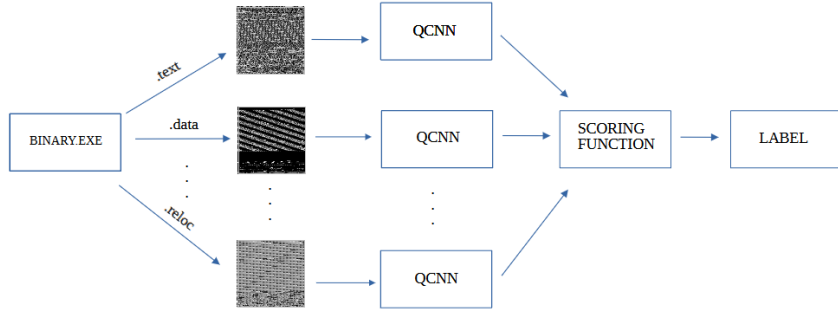 .text
QCNN
BINARY.EXE
.data
QCNN
SCORING
FUNCTION
LABEL
.reloc
QCNN